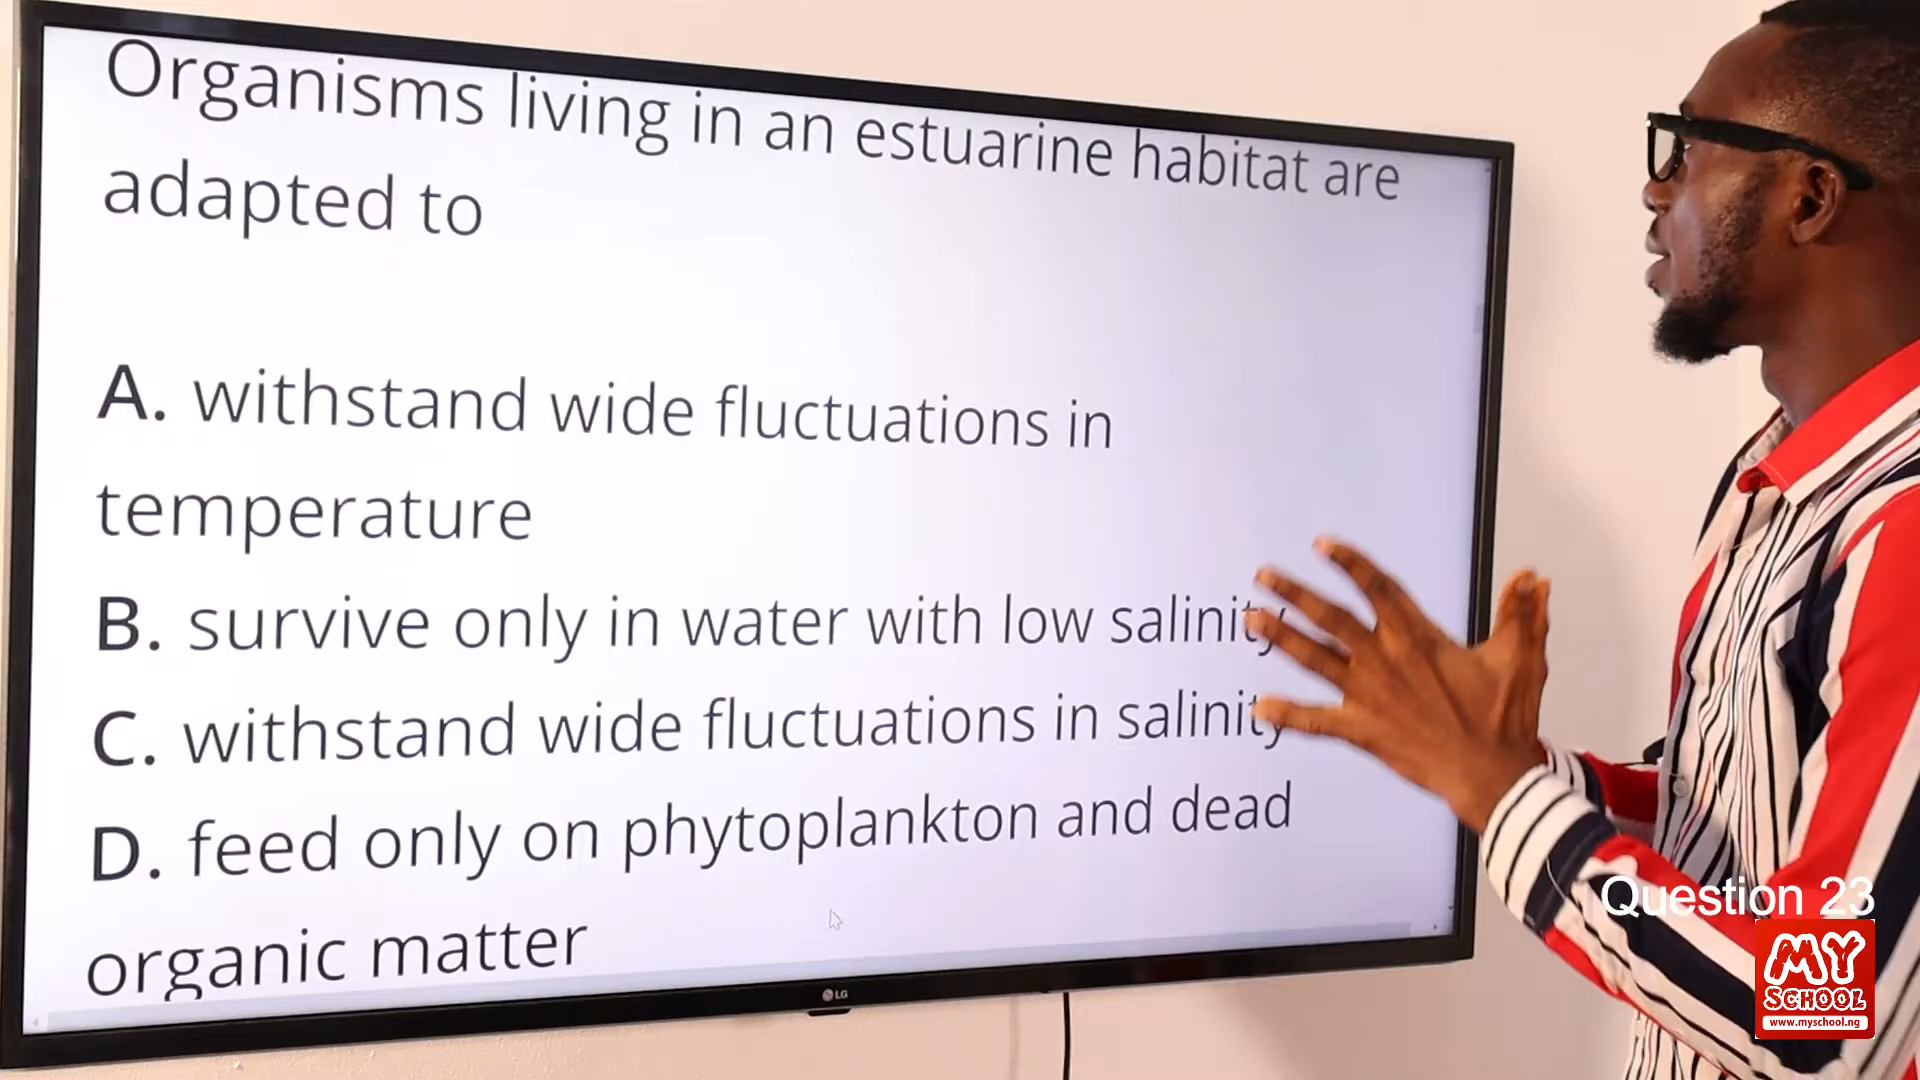 Organisms living in an estuarine habitat are
adapted to
A. withstand wide fluctuations in
temperature
B. survive only in water with low salinity
C. withstand wide fluctuations in salinity
D. feed only on phytoplankton and dead
organic matter
LG
Question 23
MY
SCHOOL
www.myschool.ng